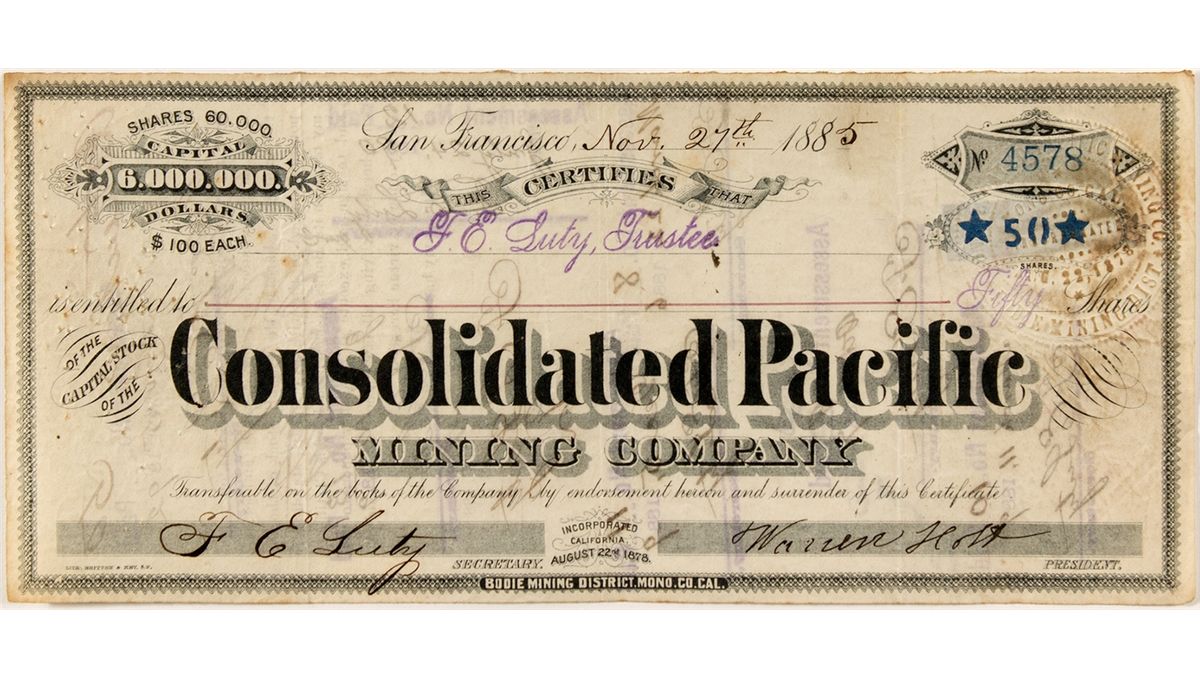 SHARES 60.000.
CAPITAL
6.000.000.
DOLLARS.
$100 EACH.
San Francisco, Nov. 27th 1885
THIS CERTIFIES THAT
No 4578
★50★
SHARES.
F E. Luty, Trustee
is entitled to Fifty Shares
OF THE
CAPITAL STOCK
OF THE
Consolidated Pacific
MINING COMPANY
Transferable on the books of the Company by endorsement hereon and surrender of this Certificate
F E Luty
SECRETARY.
INCORPORATED
CALIFORNIA.
AUGUST 22nd 1878.
Warren Holt
PRESIDENT.
LITH. BRITTON & REY, S.F.
BODIE MINING DISTRICT. MONO. CO. CAL.